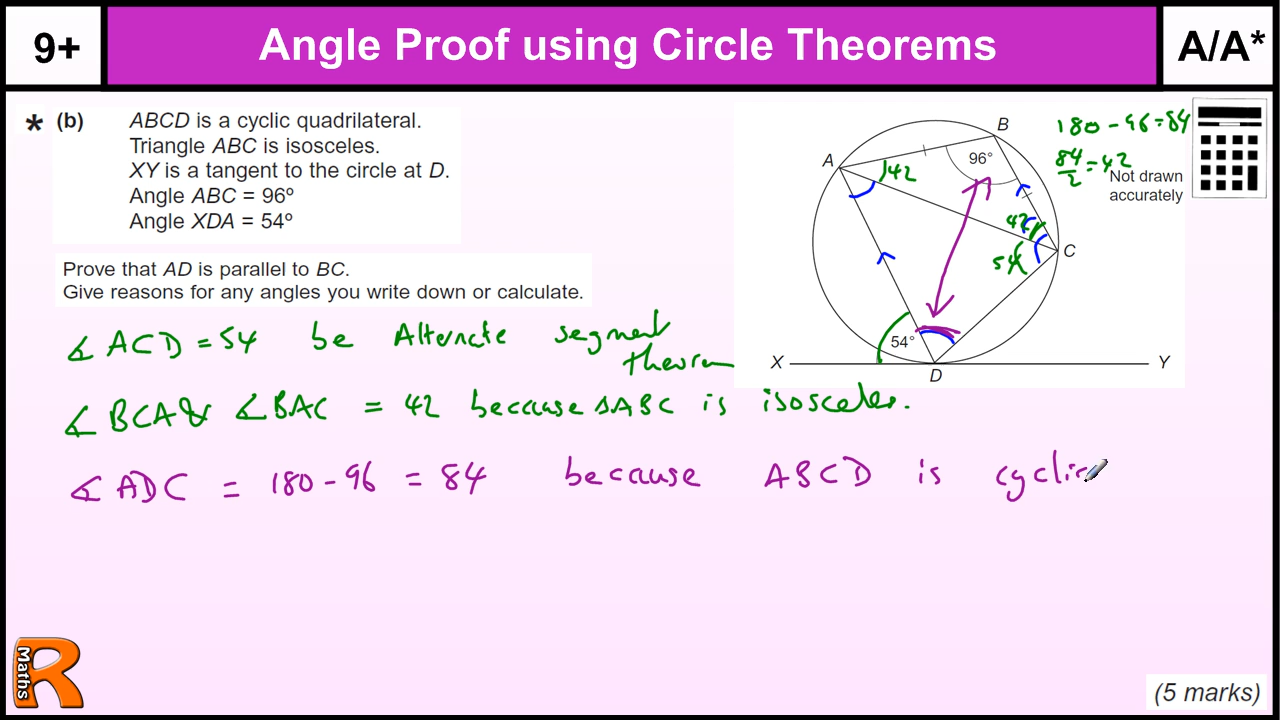 9+
Angle Proof using Circle Theorems
A/A*
* (b) ABCD is a cyclic quadrilateral.
Triangle ABC is isosceles.
XY is a tangent to the circle at D.
Angle ABC = 96º
Angle XDA = 54º
Prove that AD is parallel to BC.
Give reasons for any angles you write down or calculate.
A
B
96°
42
42
54
C
54°
X
D
Y
180 - 96 = 84
84/2 = 42
Not drawn
accurately
∡ ACD = 54 be Alternate segment
theorem
∡ BCA & ∡ BAC = 42 because ΔABC is isosceles.
∡ ADC = 180 - 96 = 84 because ABCD is cyclic
R
Maths
(5 marks)